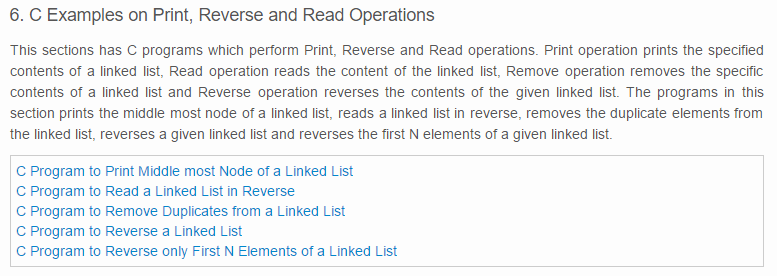 6. C Examples on Print, Reverse and Read Operations
This sections has C programs which perform Print, Reverse and Read operations. Print operation prints the specified
contents of a linked list, Read operation reads the content of the linked list, Remove operation removes the specific
contents of a linked list and Reverse operation reverses the contents of the given linked list. The programs in this
section prints the middle most node of a linked list, reads a linked list in reverse, removes the duplicate elements from
the linked list, reverses a given linked list and reverses the first N elements of a given linked list.
C Program to Print Middle most Node of a Linked List
C Program to Read a Linked List in Reverse
C Program to Remove Duplicates from a Linked List
C Program to Reverse a Linked List
C Program to Reverse only First N Elements of a Linked List